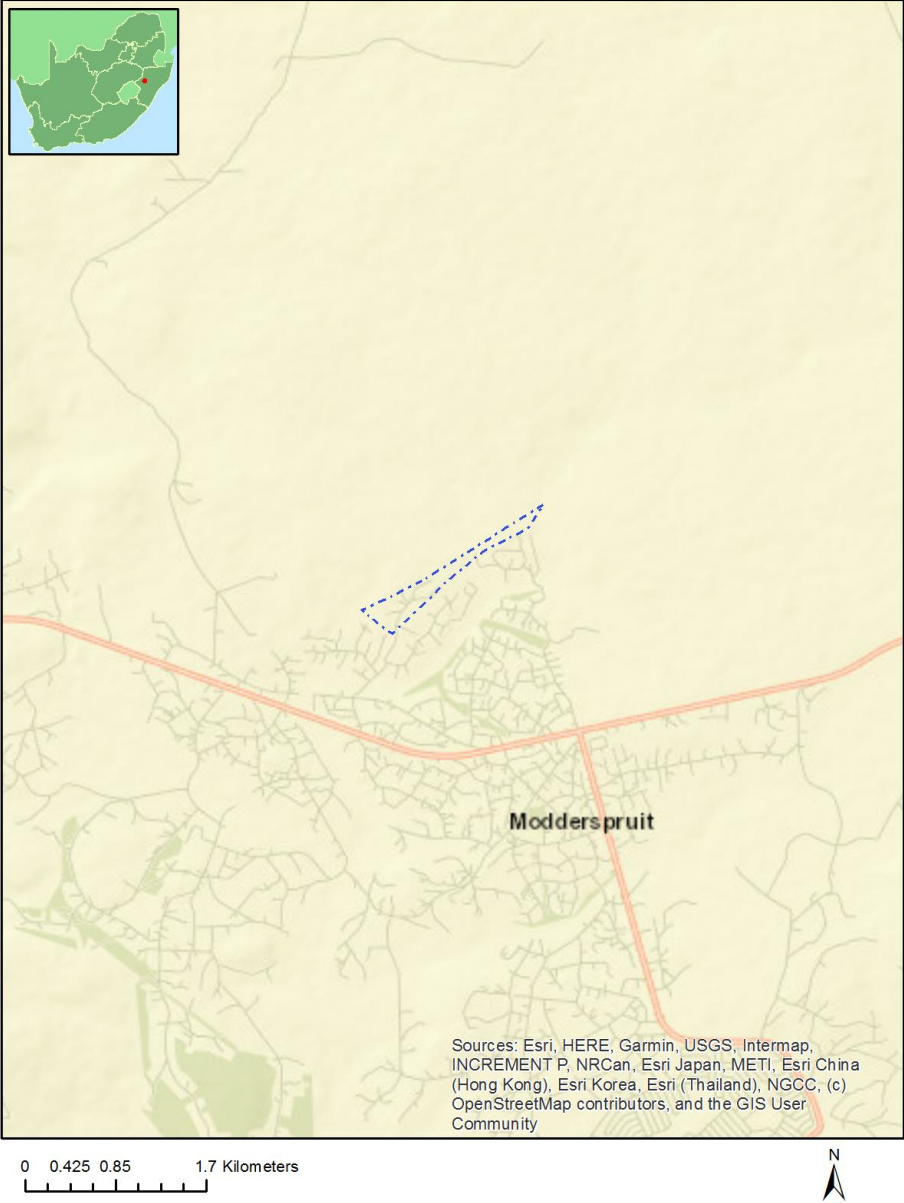 Modderspruit
Sources: Esri, HERE, Garmin, USGS, Intermap,
INCREMENT P, NRCan, Esri Japan, METI, Esri China
(Hong Kong), Esri Korea, Esri (Thailand), NGCC, (c)
OpenStreetMap contributors, and the GIS User
Community
0 0.425 0.85 1.7 Kilometers
N